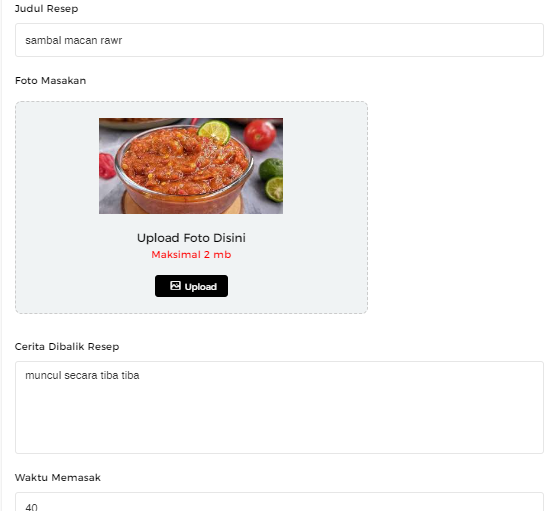 Judul Resep
sambal macan rawr
Foto Masakan
Upload Foto Disini
Maksimal 2 mb
Upload
Cerita Dibalik Resep
muncul secara tiba tiba
Waktu Memasak
40